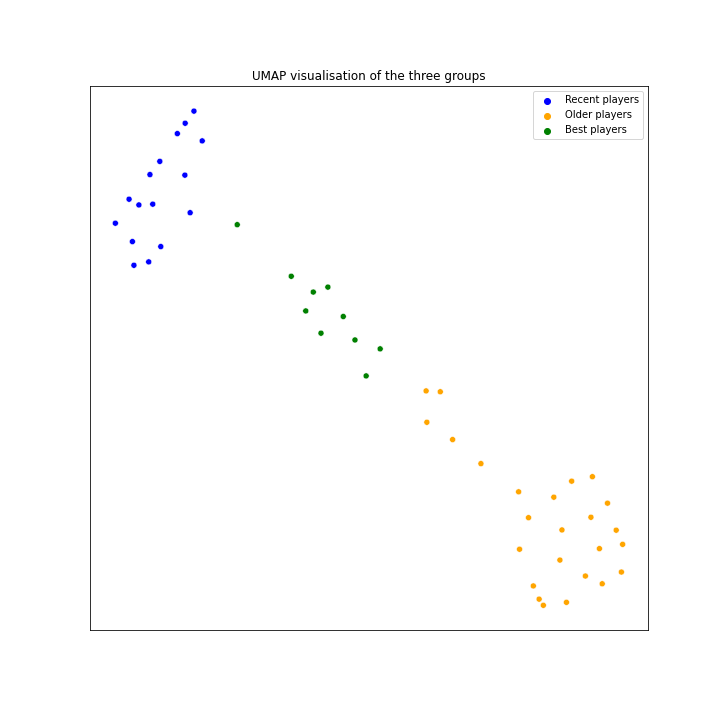 UMAP visualisation of the three groups
Recent players
Older players
Best players